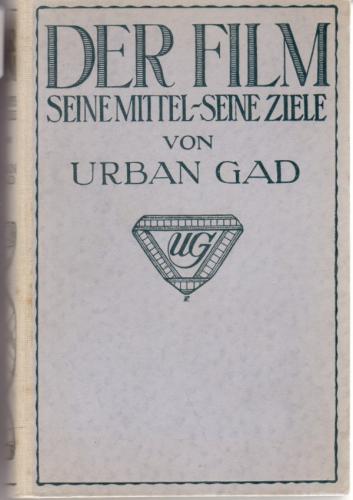 DER FILM
SEINE MITTEL-SEINE ZIELE
VON
URBAN GAD
UG